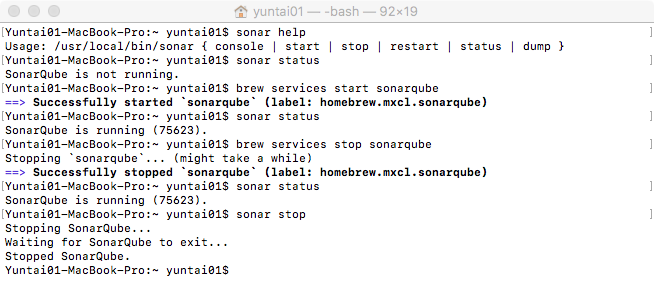 yuntai01 — -bash — 92×19
[Yuntai01-MacBook-Pro:~ yuntai01$ sonar help ]
Usage: /usr/local/bin/sonar { console | start | stop | restart | status | dump }
[Yuntai01-MacBook-Pro:~ yuntai01$ sonar status ]
SonarQube is not running.
[Yuntai01-MacBook-Pro:~ yuntai01$ brew services start sonarqube ]
==> Successfully started `sonarqube` (label: homebrew.mxcl.sonarqube)
[Yuntai01-MacBook-Pro:~ yuntai01$ sonar status ]
SonarQube is running (75623).
[Yuntai01-MacBook-Pro:~ yuntai01$ brew services stop sonarqube ]
Stopping `sonarqube`... (might take a while)
==> Successfully stopped `sonarqube` (label: homebrew.mxcl.sonarqube)
[Yuntai01-MacBook-Pro:~ yuntai01$ sonar status ]
SonarQube is running (75623).
[Yuntai01-MacBook-Pro:~ yuntai01$ sonar stop ]
Stopping SonarQube...
Waiting for SonarQube to exit...
Stopped SonarQube.
Yuntai01-MacBook-Pro:~ yuntai01$